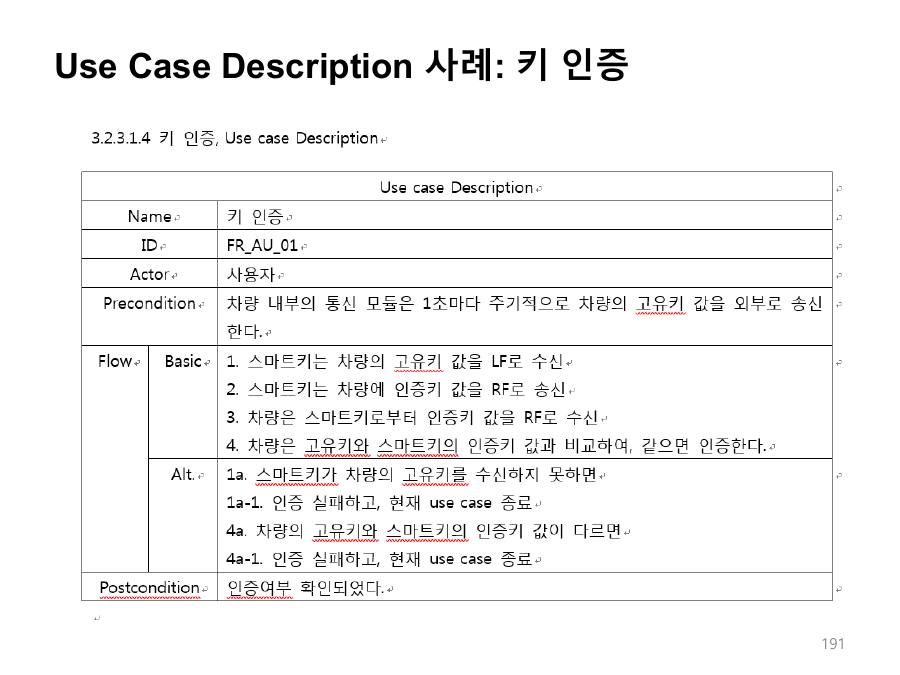 Use Case Description 사례: 키 인증
3.2.3.1.4 키 인증, Use case Description
Use case Description
Name 키 인증
ID FR_AU_01
Actor 사용자
Precondition 차량 내부의 통신 모듈은 1초마다 주기적으로 차량의 고유키 값을 외부로 송신
한다.
Flow Basic 1. 스마트키는 차량의 고유키 값을 LF로 수신
2. 스마트키는 차량에 인증키 값을 RF로 송신
3. 차량은 스마트키로부터 인증키 값을 RF로 수신
4. 차량은 고유키와 스마트키의 인증키 값과 비교하여, 같으면 인증한다.
Alt. 1a. 스마트키가 차량의 고유키를 수신하지 못하면
1a-1. 인증 실패하고, 현재 use case 종료
4a. 차량의 고유키와 스마트키의 인증키 값이 다르면
4a-1. 인증 실패하고, 현재 use case 종료
Postcondition 인증여부 확인되었다.
191